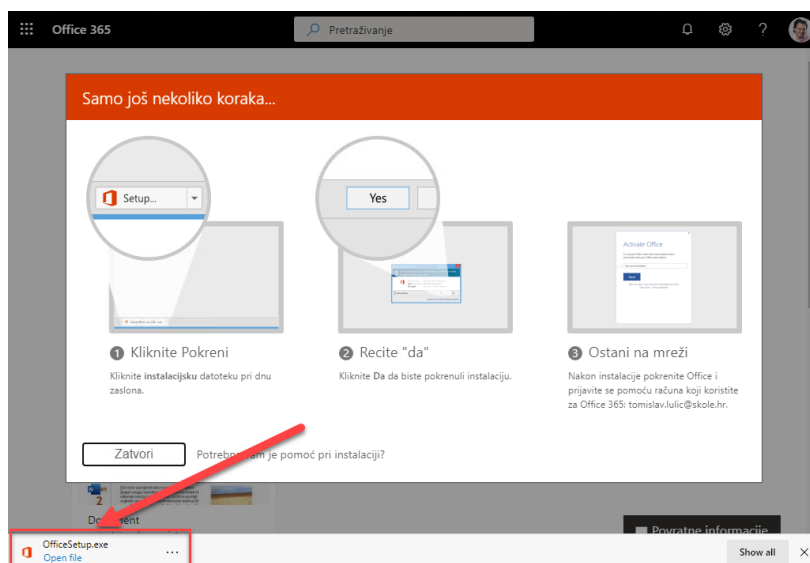 Office 365
Pretraživanje
?
Samo još nekoliko koraka...
Setup...
Yes
Activate Office
1 Kliknite Pokreni
Kliknite instalacijsku datoteku pri dnu
zaslona.
2 Recite "da"
Kliknite Da da biste pokrenuli instalaciju.
3 Ostani na mreži
Nakon instalacije pokrenite Office i
prijavite se pomoću računa koji koristite
za Office 365: tomislav.lulic@skole.hr.
Zatvori
je pomoć pri instalaciji?
2
Povratne informacije
OfficeSetup.exe
Open file
...
Show all